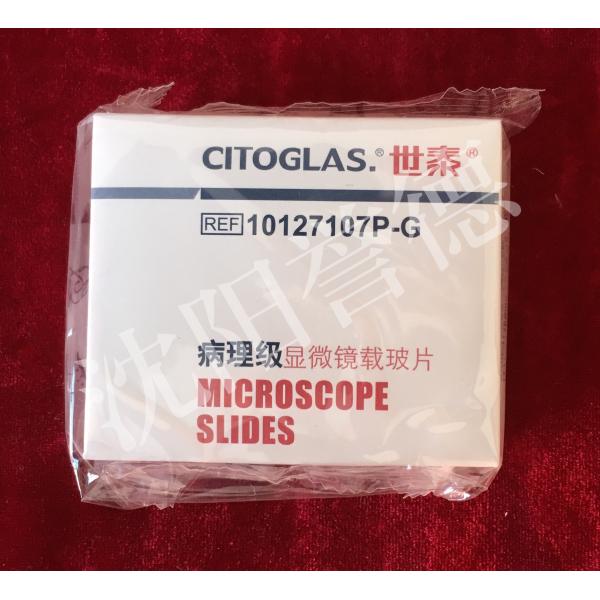 CITOGLAS.® 世泰®
REF 10127107P-G
病理级显微镜载玻片
MICROSCOPE
SLIDES
沈阳誉德